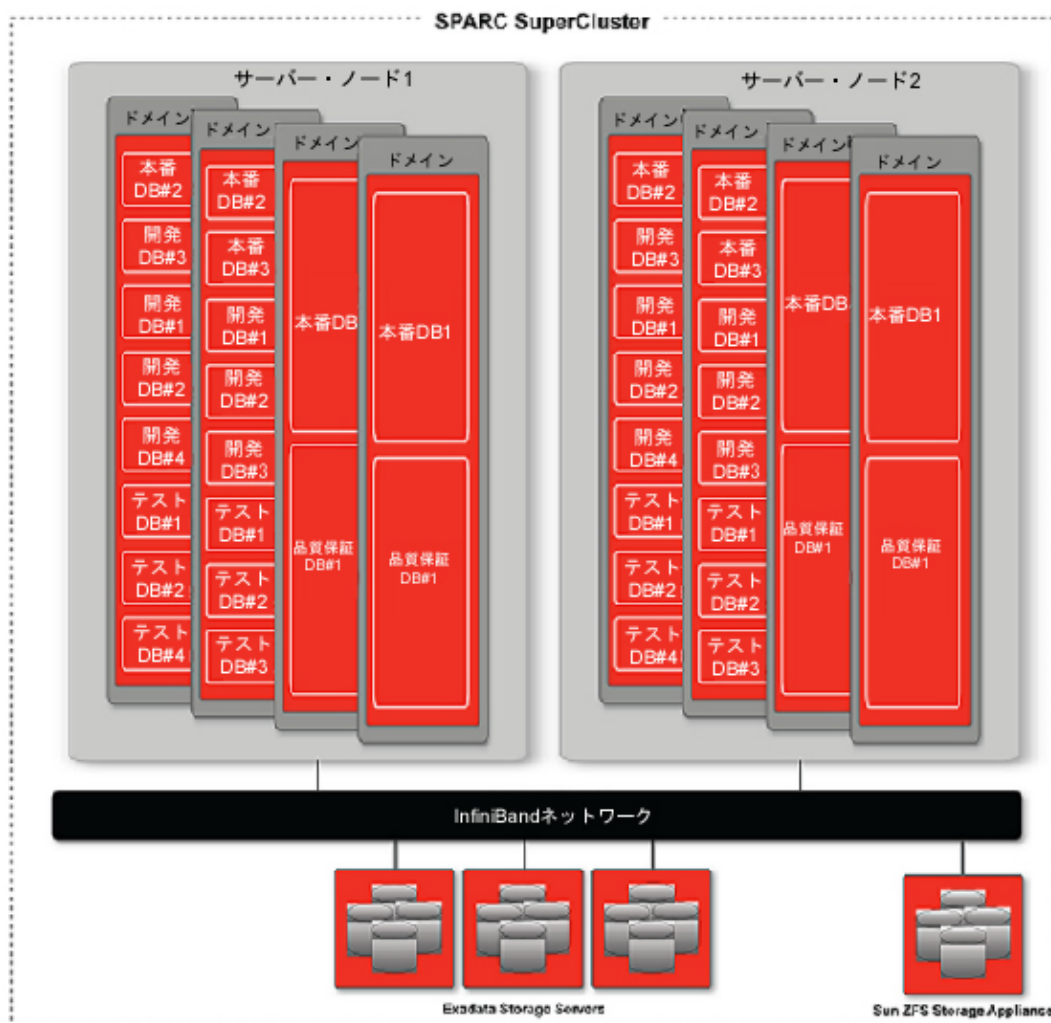 SPARC SuperCluster
サーバー・ノード1
ドメイン
本番
DB#2
開発
DB#3
開発
DB#1
開発
DB#2
開発
DB#4
テスト
DB#1
テスト
DB#2
テスト
DB#4
ドメイン
本番
DB#2
本番
DB#3
開発
DB#1
開発
DB#2
開発
DB#3
テスト
DB#1
テスト
DB#2
テスト
DB#3
ドメイン
本番DB
品質保証
DB#1
ドメイン
本番DB1
品質保証
DB#1
サーバー・ノード2
ドメイン
本番
DB#2
開発
DB#3
開発
DB#1
開発
DB#2
開発
DB#4
テスト
DB#1
テスト
DB#2
テスト
DB#4
ドメイン
本番
DB#2
本番
DB#3
開発
DB#1
開発
DB#2
開発
DB#3
テスト
DB#1
テスト
DB#2
テスト
DB#3
ドメイン
本番DB
品質保証
DB#1
ドメイン
本番DB1
品質保証
DB#1
InfiniBandネットワーク
Exadata Storage Servers
Sun ZFS Storage Appliance